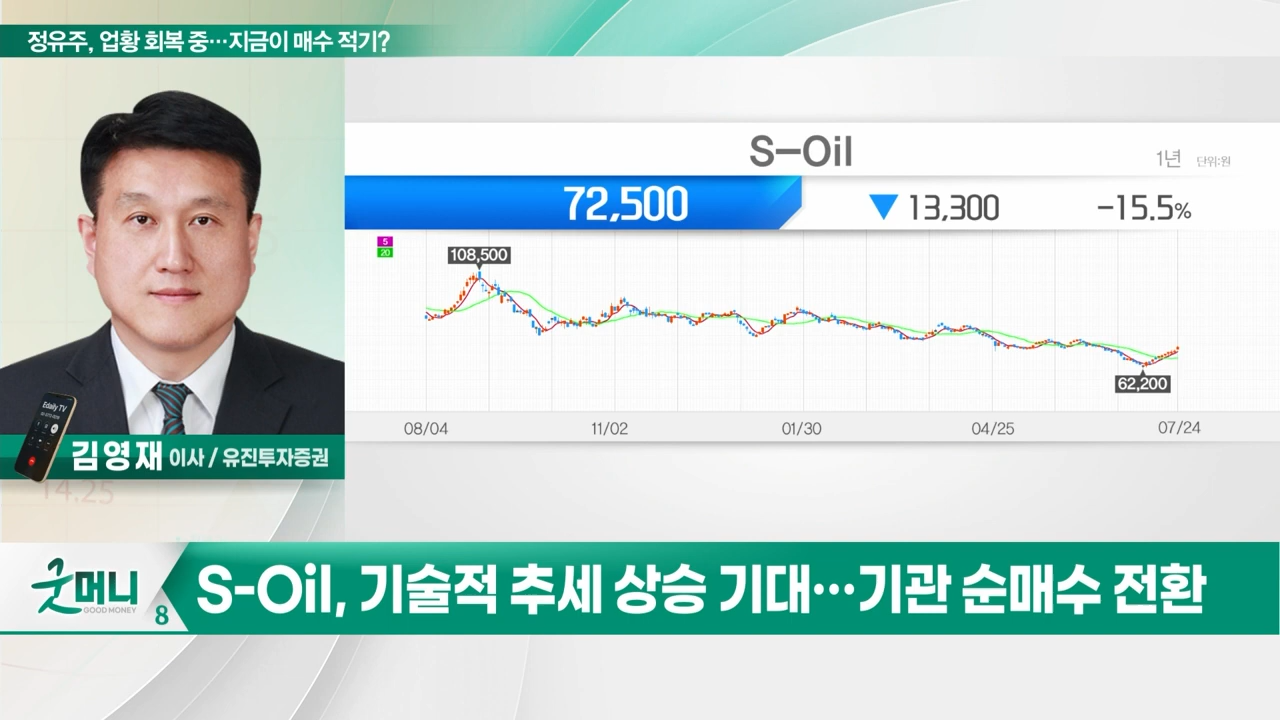 정유주, 업황 회복 중…지금이 매수 적기?
S-Oil
1년 단위:원
72,500 ▼ 13,300 -15.5%
5
20
108,500
62,200
08/04 11/02 01/30 04/25 07/24
Edaily TV
김영재 이사 / 유진투자증권
14.25
굿머니
GOOD MONEY
8
S-Oil, 기술적 추세 상승 기대…기관 순매수 전환